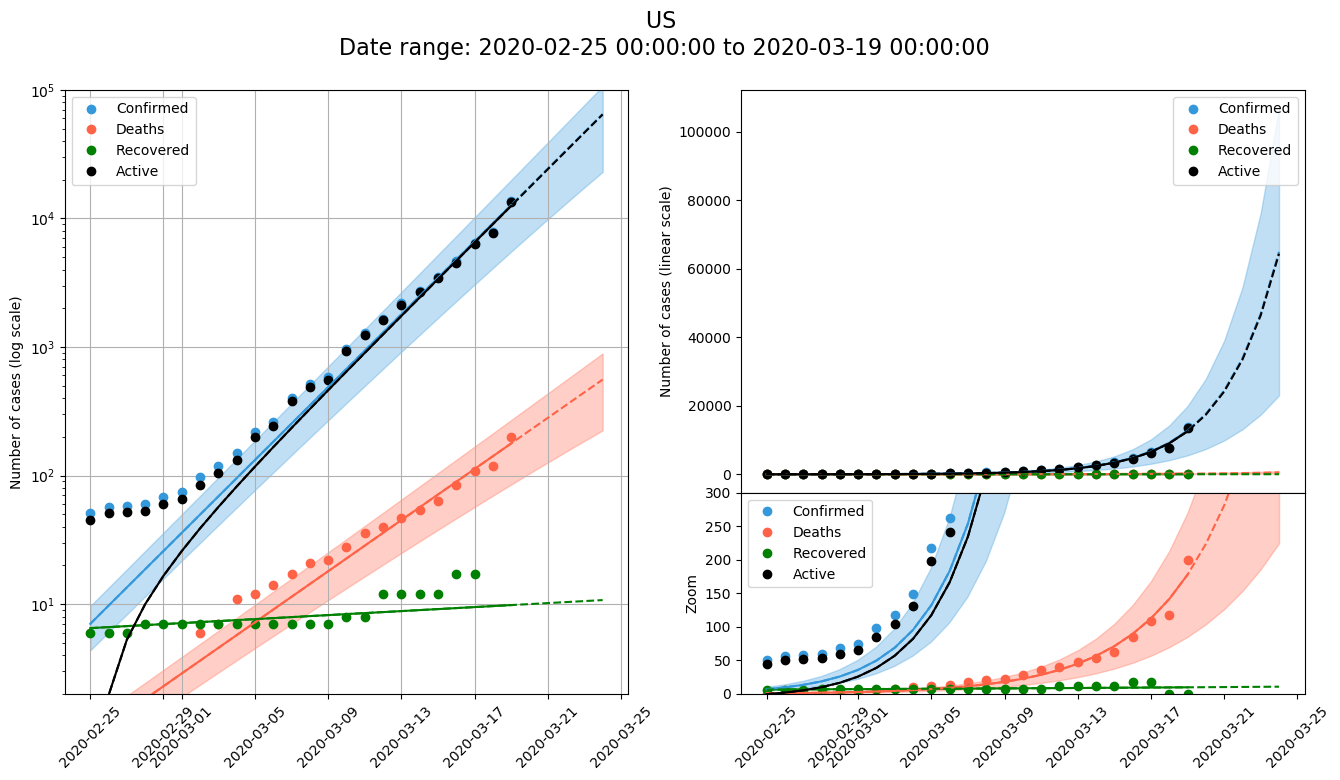 US
Date range: 2020-02-25 00:00:00 to 2020-03-19 00:00:00
Number of cases (log scale)
10^5
10^4
10^3
10^2
10^1
Confirmed
Deaths
Recovered
Active
2020-02-25
2020-02-29
2020-03-01
2020-03-05
2020-03-09
2020-03-13
2020-03-17
2020-03-21
2020-03-25
Number of cases (linear scale)
100000
80000
60000
40000
20000
0
Confirmed
Deaths
Recovered
Active
Zoom
300
250
200
150
100
50
0
Confirmed
Deaths
Recovered
Active
2020-02-25
2020-02-29
2020-03-01
2020-03-05
2020-03-09
2020-03-13
2020-03-17
2020-03-21
2020-03-25